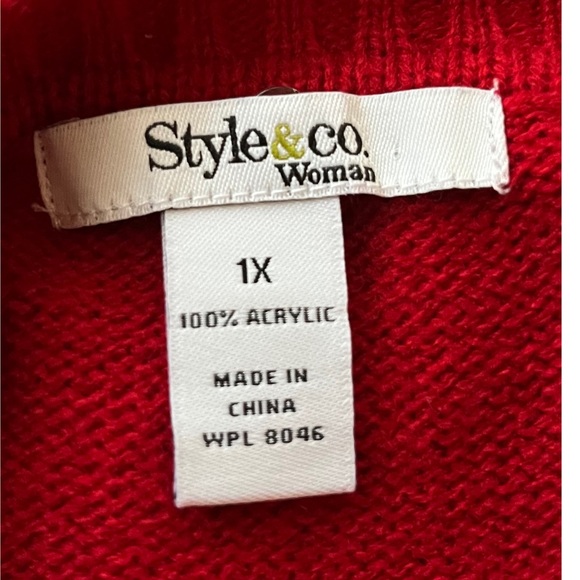 Style&co.
Woman
1X
100% ACRYLIC
MADE IN
CHINA
WPL 8046